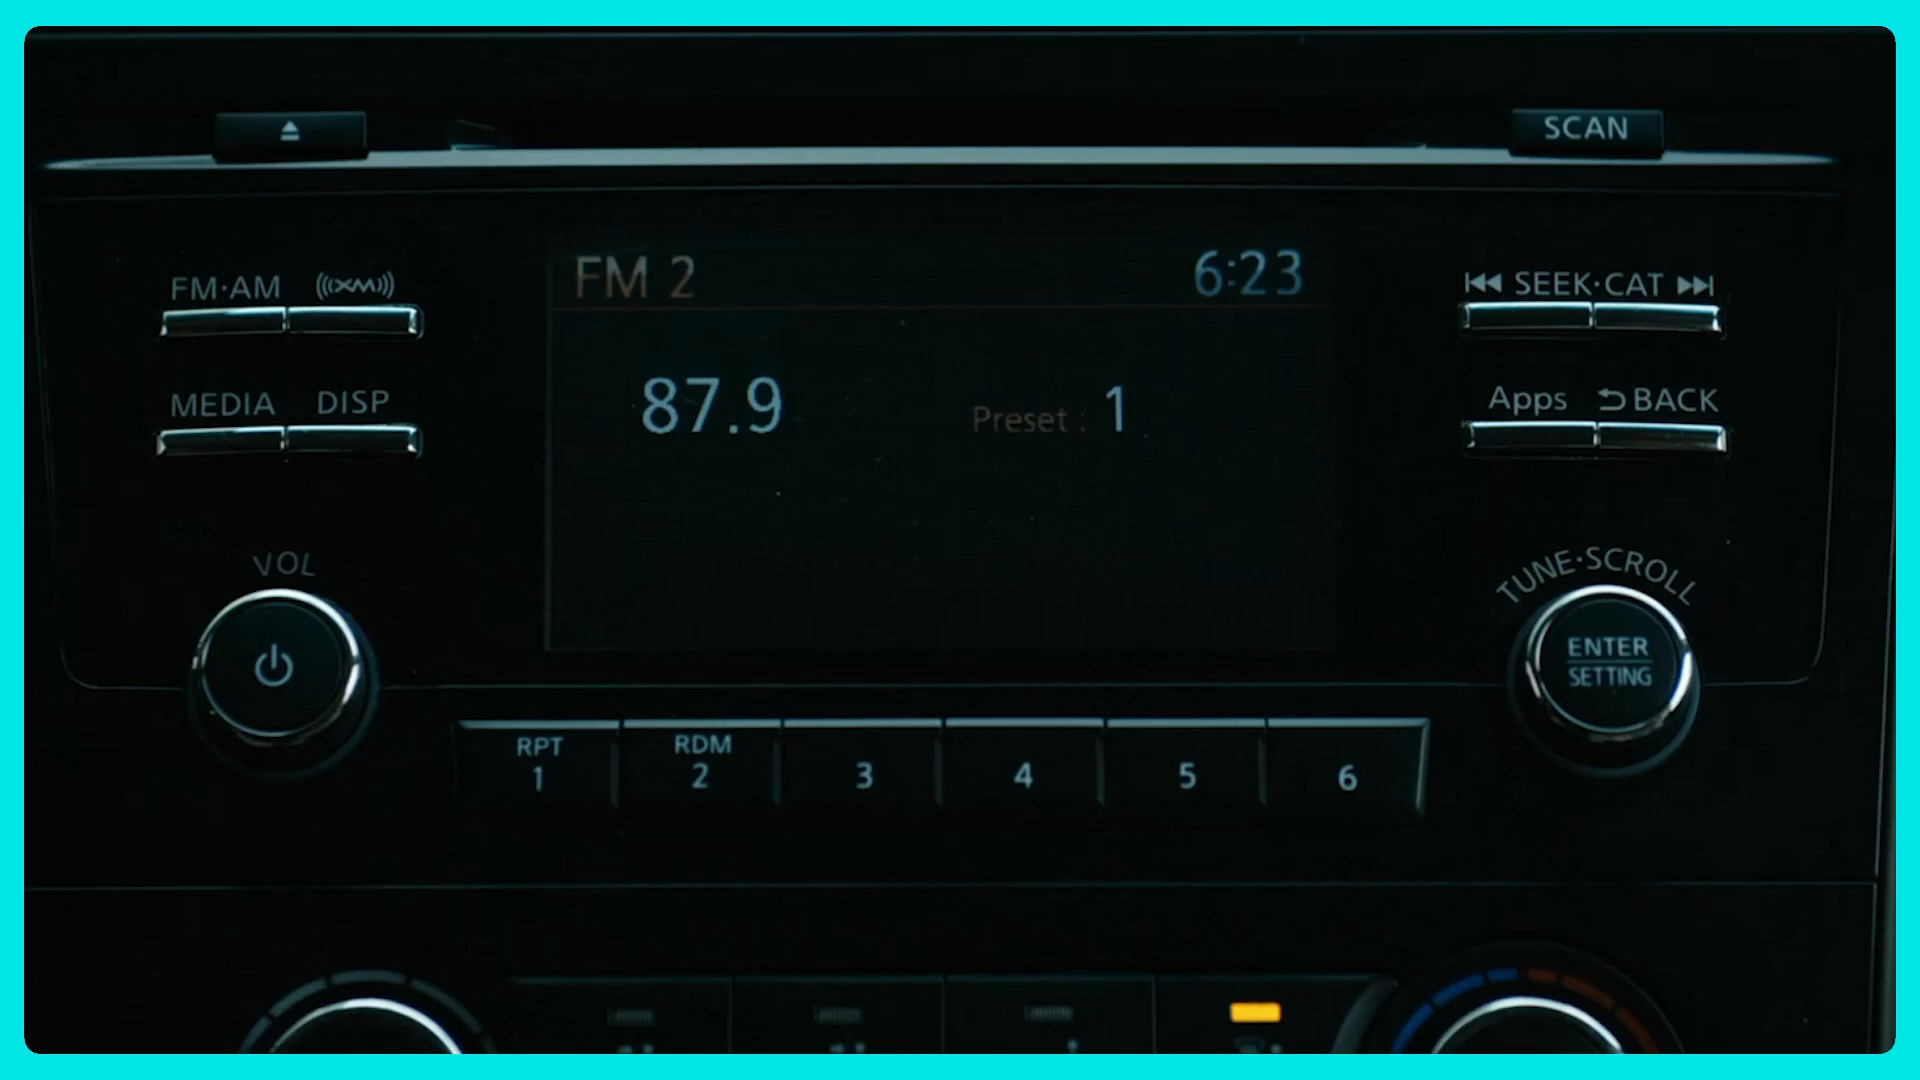 SCAN
FM·AM XM
FM 2 6:23
SEEK·CAT
MEDIA DISP
87.9 Preset : 1
Apps BACK
VOL
TUNE·SCROLL
ENTER
SETTING
RPT
1
RDM
2
3
4
5
6